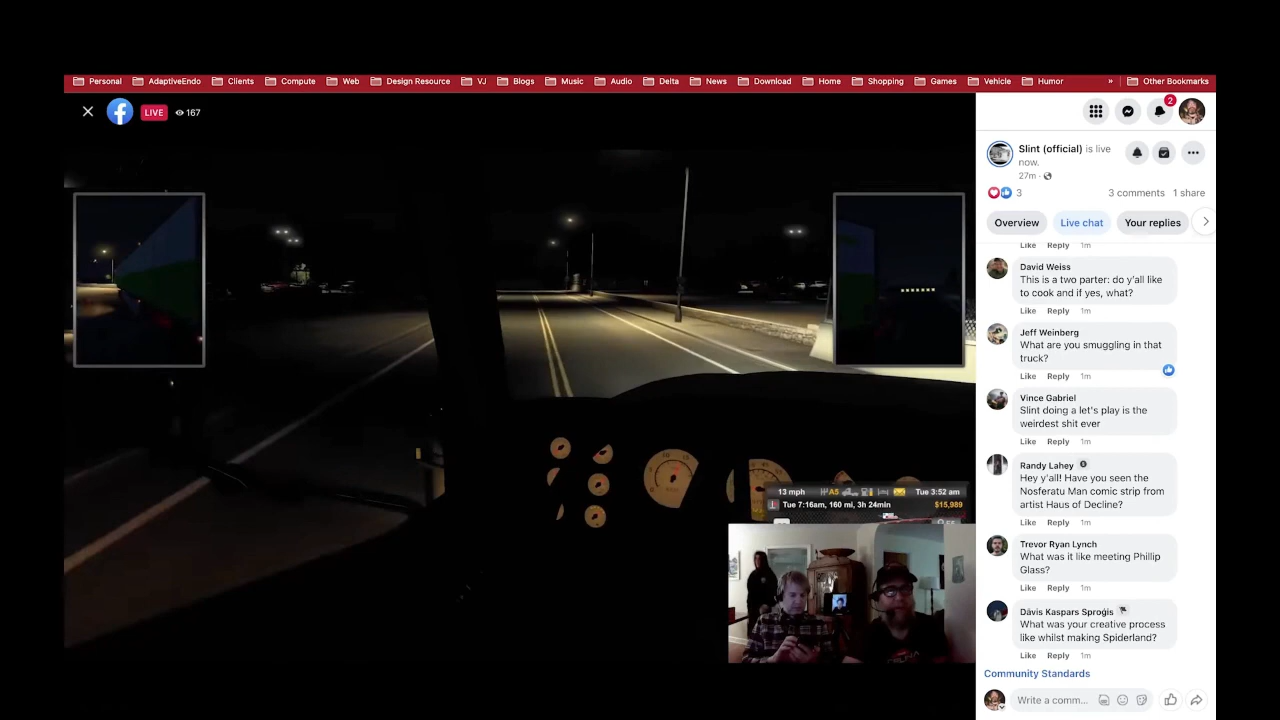 Personal AdaptiveEndo Clients Compute Web Design Resource VJ Blogs Music Audio Delta News Download Home Shopping Games Vehicle Humor » Other Bookmarks
LIVE 167
2
Slint (official) is live
now.
27m
3 3 comments 1 share
Overview Live chat Your replies
Like Reply 1m
David Weiss
This is a two parter: do y'all like
to cook and if yes, what?
Like Reply 1m
Jeff Weinberg
What are you smuggling in that
truck?
Like Reply 1m
Vince Gabriel
Slint doing a let's play is the
weirdest shit ever
Like Reply 1m
Randy Lahey
Hey y'all! Have you seen the
Nosferatu Man comic strip from
artist Haus of Decline?
Like Reply 1m
Trevor Ryan Lynch
What was it like meeting Phillip
Glass?
Like Reply 1m
Dāvis Kaspars Sproģis
What was your creative process
like whilst making Spiderland?
Like Reply 1m
Community Standards
Write a comm...
13 mph A5 Tue 3:52 am
Tue 7:16am, 160 mi, 3h 24min $15,989